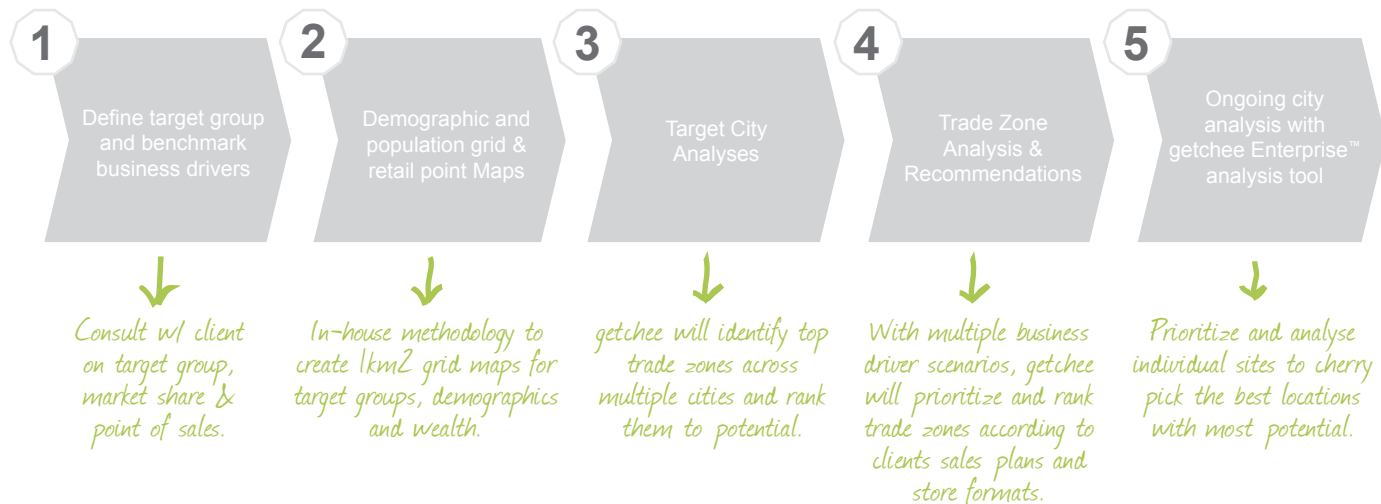 1
Define target group
and benchmark
business drivers
2
Demographic and
population grid &
retail point Maps
3
Target City
Analyses
4
Trade Zone
Analysis &
Recommendations
5
Ongoing city
analysis with
getchee Enterprise™
analysis tool
Consult w/ client
on target group,
market share &
point of sales.
In-house methodology to
create 1km2 grid maps for
target groups, demographics
and wealth.
getchee will identify top
trade zones across
multiple cities and rank
them to potential.
With multiple business
driver scenarios, getchee
will prioritize and rank
trade zones according to
clients sales plans and
store formats.
Prioritize and analyse
individual sites to cherry
pick the best locations
with most potential.